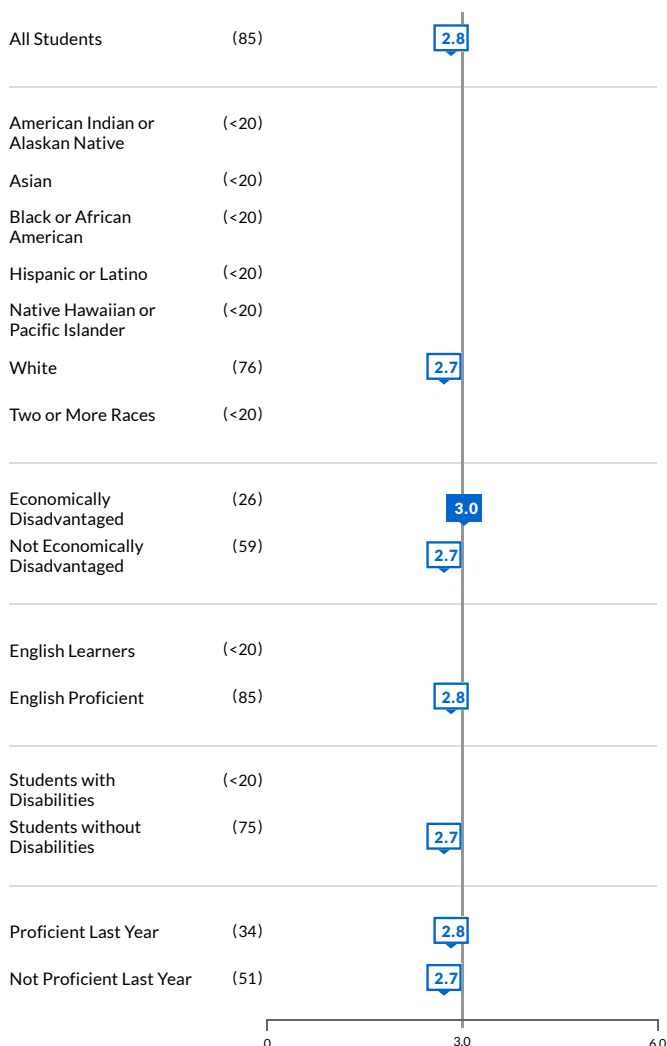 All Students (85) 2.8
American Indian or (<20)
Alaskan Native
Asian (<20)
Black or African (<20)
American
Hispanic or Latino (<20)
Native Hawaiian or (<20)
Pacific Islander
White (76) 2.7
Two or More Races (<20)
Economically (26) 3.0
Disadvantaged
Not Economically (59) 2.7
Disadvantaged
English Learners (<20)
English Proficient (85) 2.8
Students with (<20)
Disabilities
Students without (75) 2.7
Disabilities
Proficient Last Year (34) 2.8
Not Proficient Last Year (51) 2.7
0 3.0 6.0